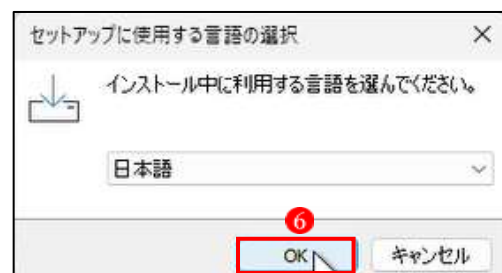 セットアップに使用する言語の選択
インストール中に利用する言語を選んでください。
日本語
6
OK キャンセル